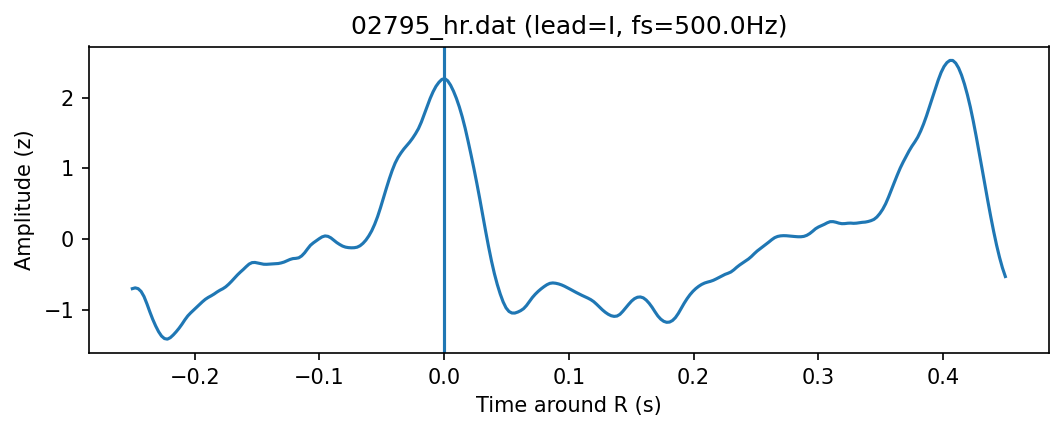 02795_hr.dat (lead=I, fs=500.0Hz)
Amplitude (z)
2
1
0
−1
−0.2 −0.1 0.0 0.1 0.2 0.3 0.4
Time around R (s)